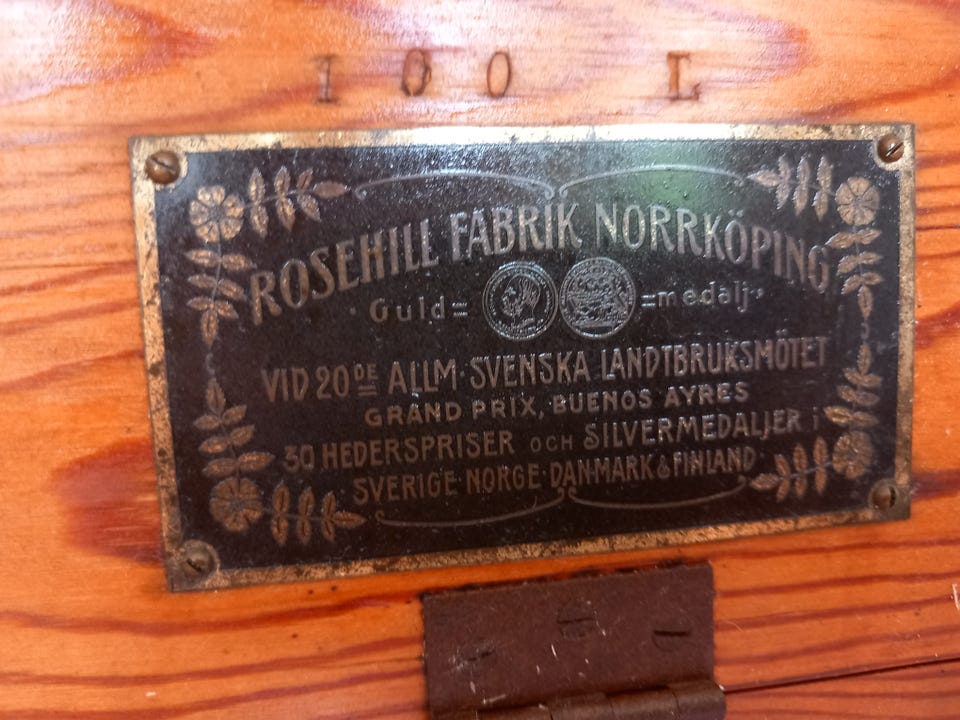 100 L
ROSEHILL FABRIK NORRKÖPING
Guld=
=medalj
VID 20DE ALLM. SVENSKA LANDTBRUKSMÖTET
GRAND PRIX, BUENOS AYRES
30 HEDERSPRISER OCH SILVERMEDALJER i
SVERIGE NORGE DANMARK & FINLAND